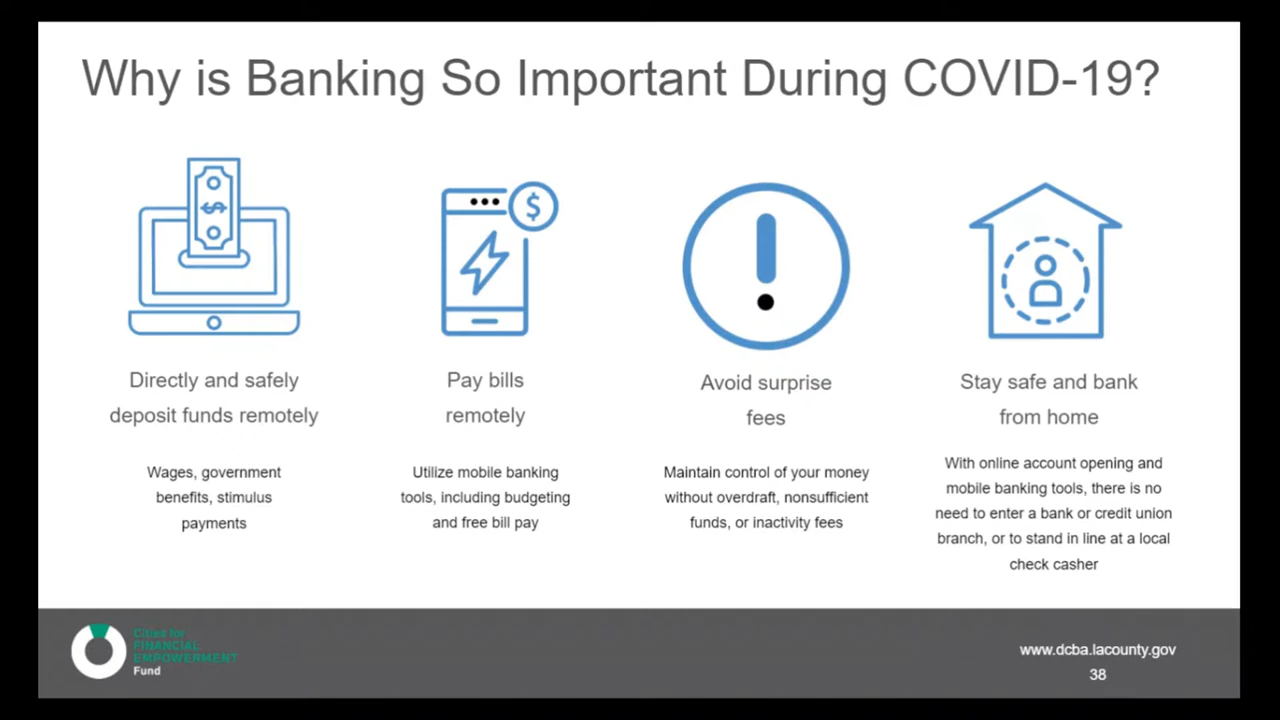 Why is Banking So Important During COVID-19?
$
$
Directly and safely
deposit funds remotely
Wages, government
benefits, stimulus
payments
Pay bills
remotely
Utilize mobile banking
tools, including budgeting
and free bill pay
Avoid surprise
fees
Maintain control of your money
without overdraft, nonsufficient
funds, or inactivity fees
Stay safe and bank
from home
With online account opening and
mobile banking tools, there is no
need to enter a bank or credit union
branch, or to stand in line at a local
check casher
Cities for
FINANCIAL
EMPOWERMENT
Fund
www.dcba.lacounty.gov
38